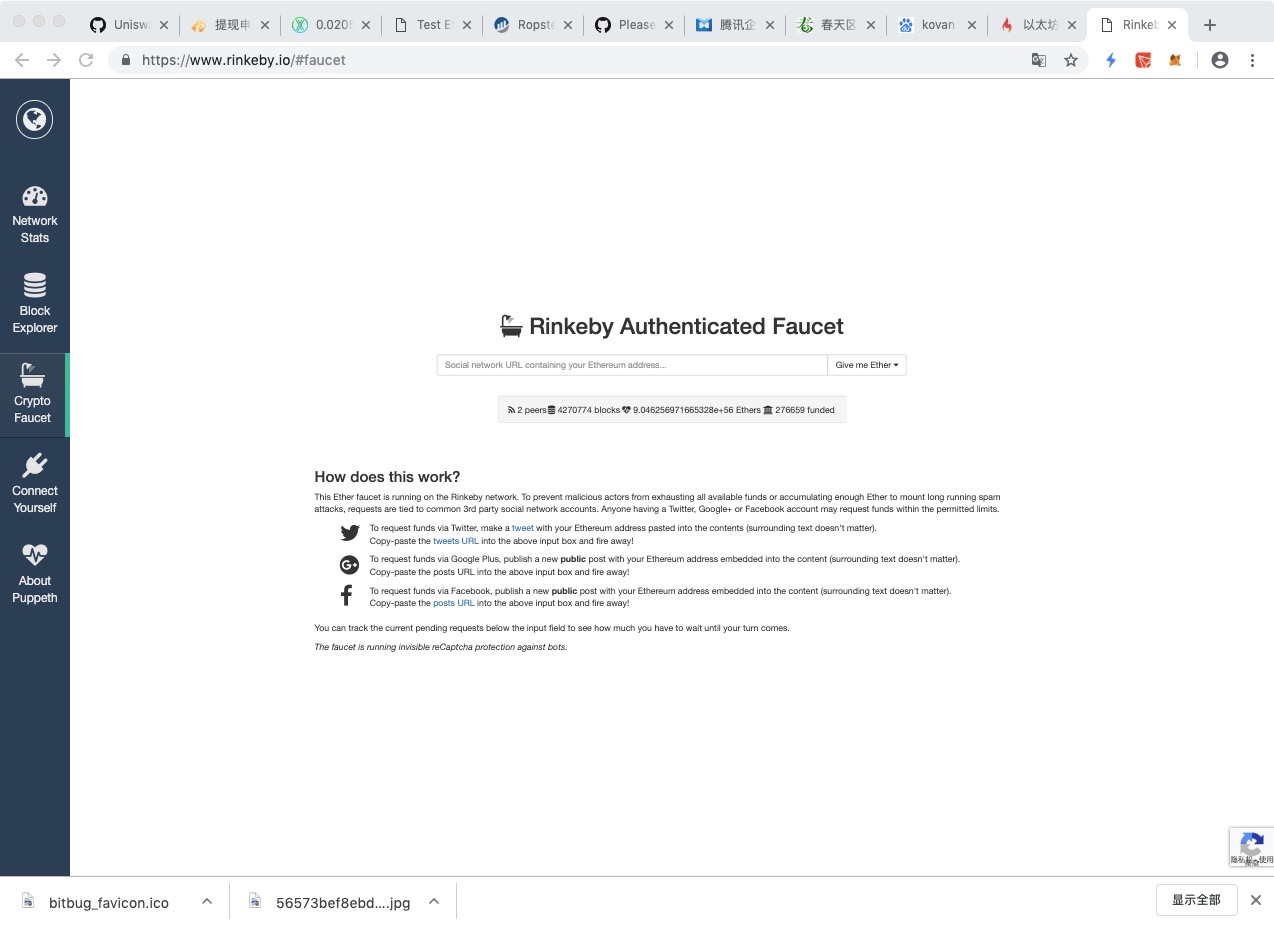 Unisw
提现申
0.0205
Test E
Ropste
Please
腾讯企
春天区
kovan
以太坊
Rinkeb
https://www.rinkeby.io/#faucet
Network
Stats
Block
Explorer
Crypto
Faucet
Connect
Yourself
About
Puppeth
Rinkeby Authenticated Faucet
Social network URL containing your Ethereum address...
Give me Ether
2 peers 4270774 blocks 9.046256971665328e+56 Ethers 276659 funded
How does this work?
This Ether faucet is running on the Rinkeby network. To prevent malicious actors from exhausting all available funds or accumulating enough Ether to mount long running spam
attacks, requests are tied to common 3rd party social network accounts. Anyone having a Twitter, Google+ or Facebook account may request funds within the permitted limits.
To request funds via Twitter, make a tweet with your Ethereum address pasted into the contents (surrounding text doesn't matter).
Copy-paste the tweets URL into the above input box and fire away!
To request funds via Google Plus, publish a new public post with your Ethereum address embedded into the content (surrounding text doesn't matter).
Copy-paste the posts URL into the above input box and fire away!
To request funds via Facebook, publish a new public post with your Ethereum address embedded into the content (surrounding text doesn't matter).
Copy-paste the posts URL into the above input box and fire away!
You can track the current pending requests below the input field to see how much you have to wait until your turn comes.
The faucet is running invisible reCaptcha protection against bots.
bitbug_favicon.ico
56573bef8ebd....jpg
显示全部